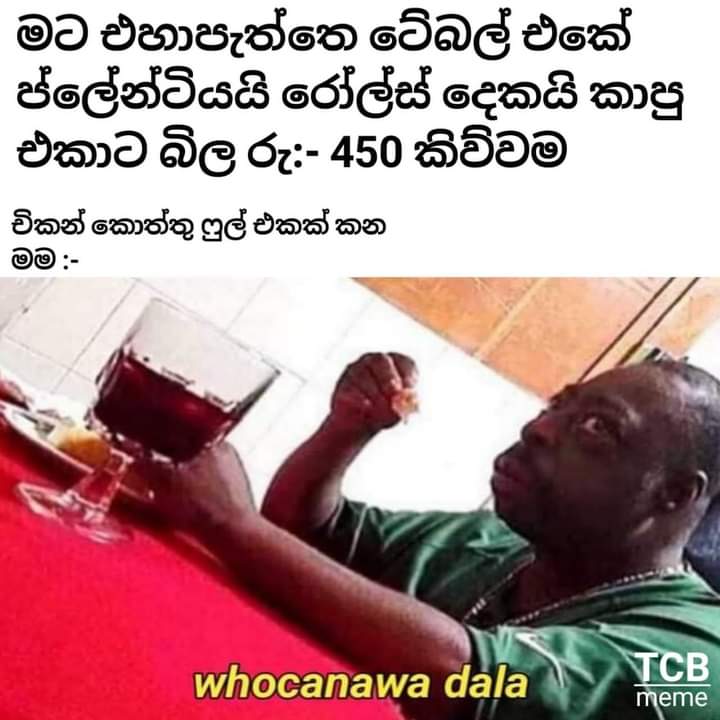 මට එහාපැත්තෙ ටේබල් එකේ
ප්ලේන්ටියයි රෝල්ස් දෙකයි කාපු
එකාට බිල රු:- 450 කිව්වම
චිකන් කොත්තු ෆුල් එකක් කන
මම :-
whocanawa dala
TCB
meme